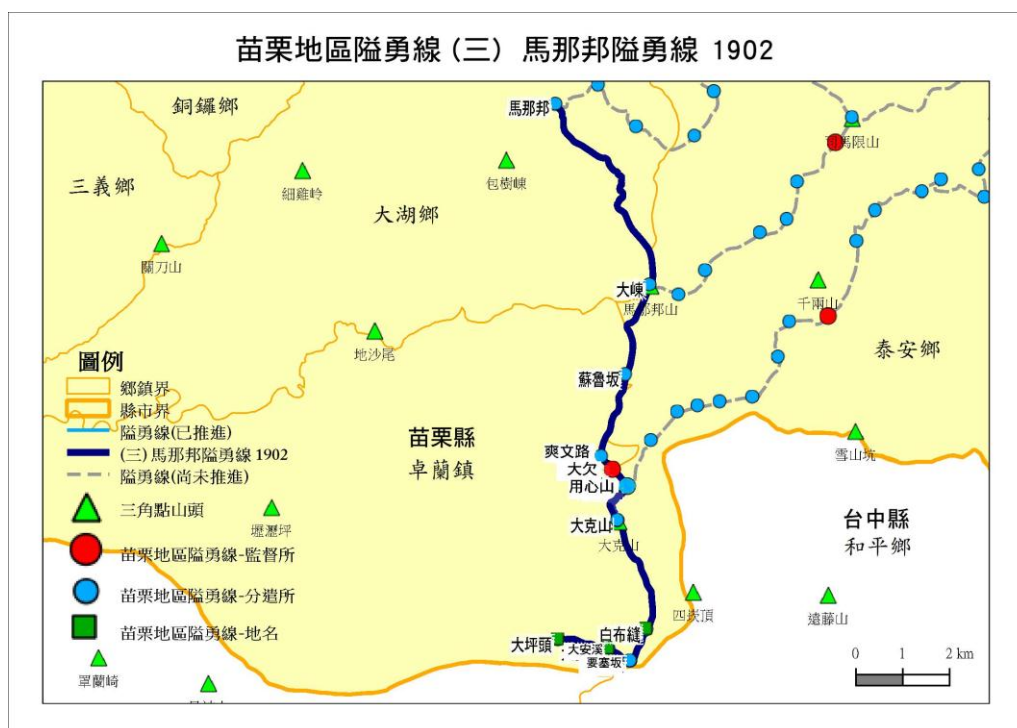 苗栗地區隘勇線 (三) 馬那邦隘勇線 1902
銅鑼鄉
馬那邦
三義鄉
細雞岭
包樹崠
大湖鄉
關刀山
大崠
馬那邦山
千兩山
地沙尾
泰安鄉
蘇魯坂
圖例
鄉鎮界
縣市界
隘勇線(已推進)
(三) 馬那邦隘勇線 1902
隘勇線(尚未推進)
三角點山頭
苗栗地區隘勇線-監督所
苗栗地區隘勇線-分遣所
苗栗地區隘勇線-地名
苗栗縣
卓蘭鎮
爽文路
大欠
用心山
雪山坑
壢瀝坪
大克山
大克山
台中縣
和平鄉
四崁頂
遠藤山
白布縫
大坪頭
大安溪
要塞坂
罩蘭崎
0 1 2 km